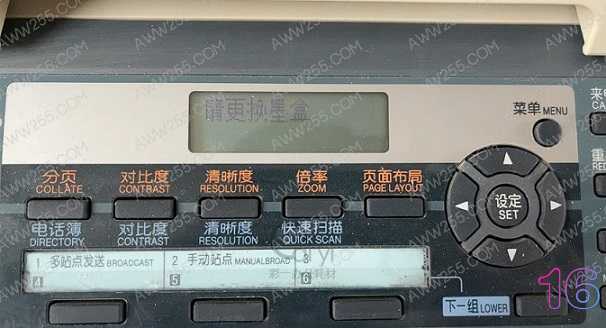 请更换墨盒
菜单 MENU
分页 对比度 清晰度 倍率 页面布局
COLLATE CONTRAST RESOLUTION ZOOM PAGE LAYOUT
设定
SET
电话簿 对比度 清晰度 快速扫描
DIRECTORY CONTRAST RESOLUTION QUICK SCAN
1 多站点发送 BROADCAST 2 手动站点 MANUALBROAD 3
4 5 6
下一组 LOWER
16
AWW255.COM